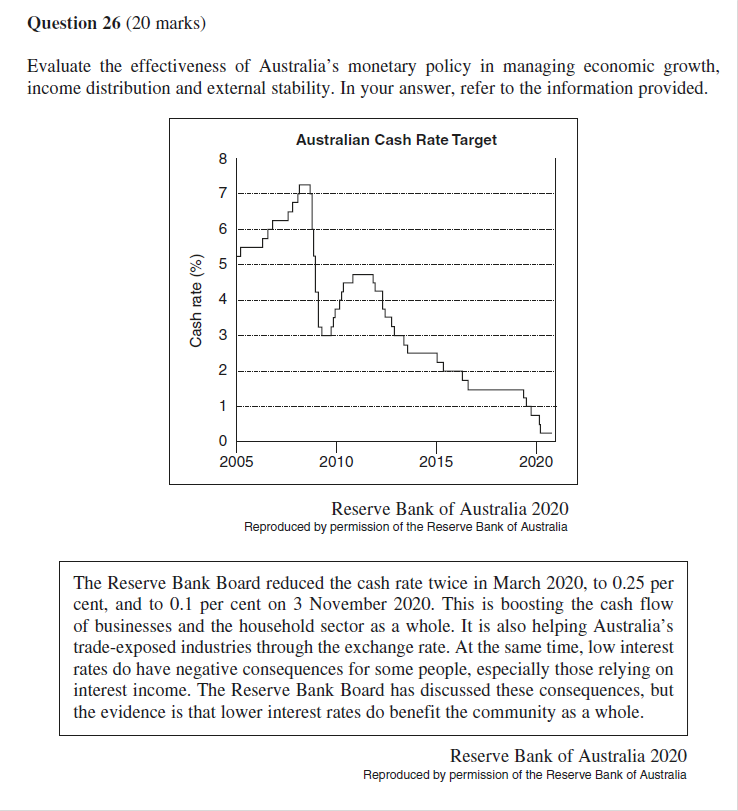 Question 26 (20 marks)
Evaluate the effectiveness of Australia's monetary policy in managing economic growth,
income distribution and external stability. In your answer, refer to the information provided.
Australian Cash Rate Target
8
7
6
5
4
3
2
1
0
Cash rate (%)
2005 2010 2015 2020
Reserve Bank of Australia 2020
Reproduced by permission of the Reserve Bank of Australia
The Reserve Bank Board reduced the cash rate twice in March 2020, to 0.25 per
cent, and to 0.1 per cent on 3 November 2020. This is boosting the cash flow
of businesses and the household sector as a whole. It is also helping Australia's
trade-exposed industries through the exchange rate. At the same time, low interest
rates do have negative consequences for some people, especially those relying on
interest income. The Reserve Bank Board has discussed these consequences, but
the evidence is that lower interest rates do benefit the community as a whole.
Reserve Bank of Australia 2020
Reproduced by permission of the Reserve Bank of Australia